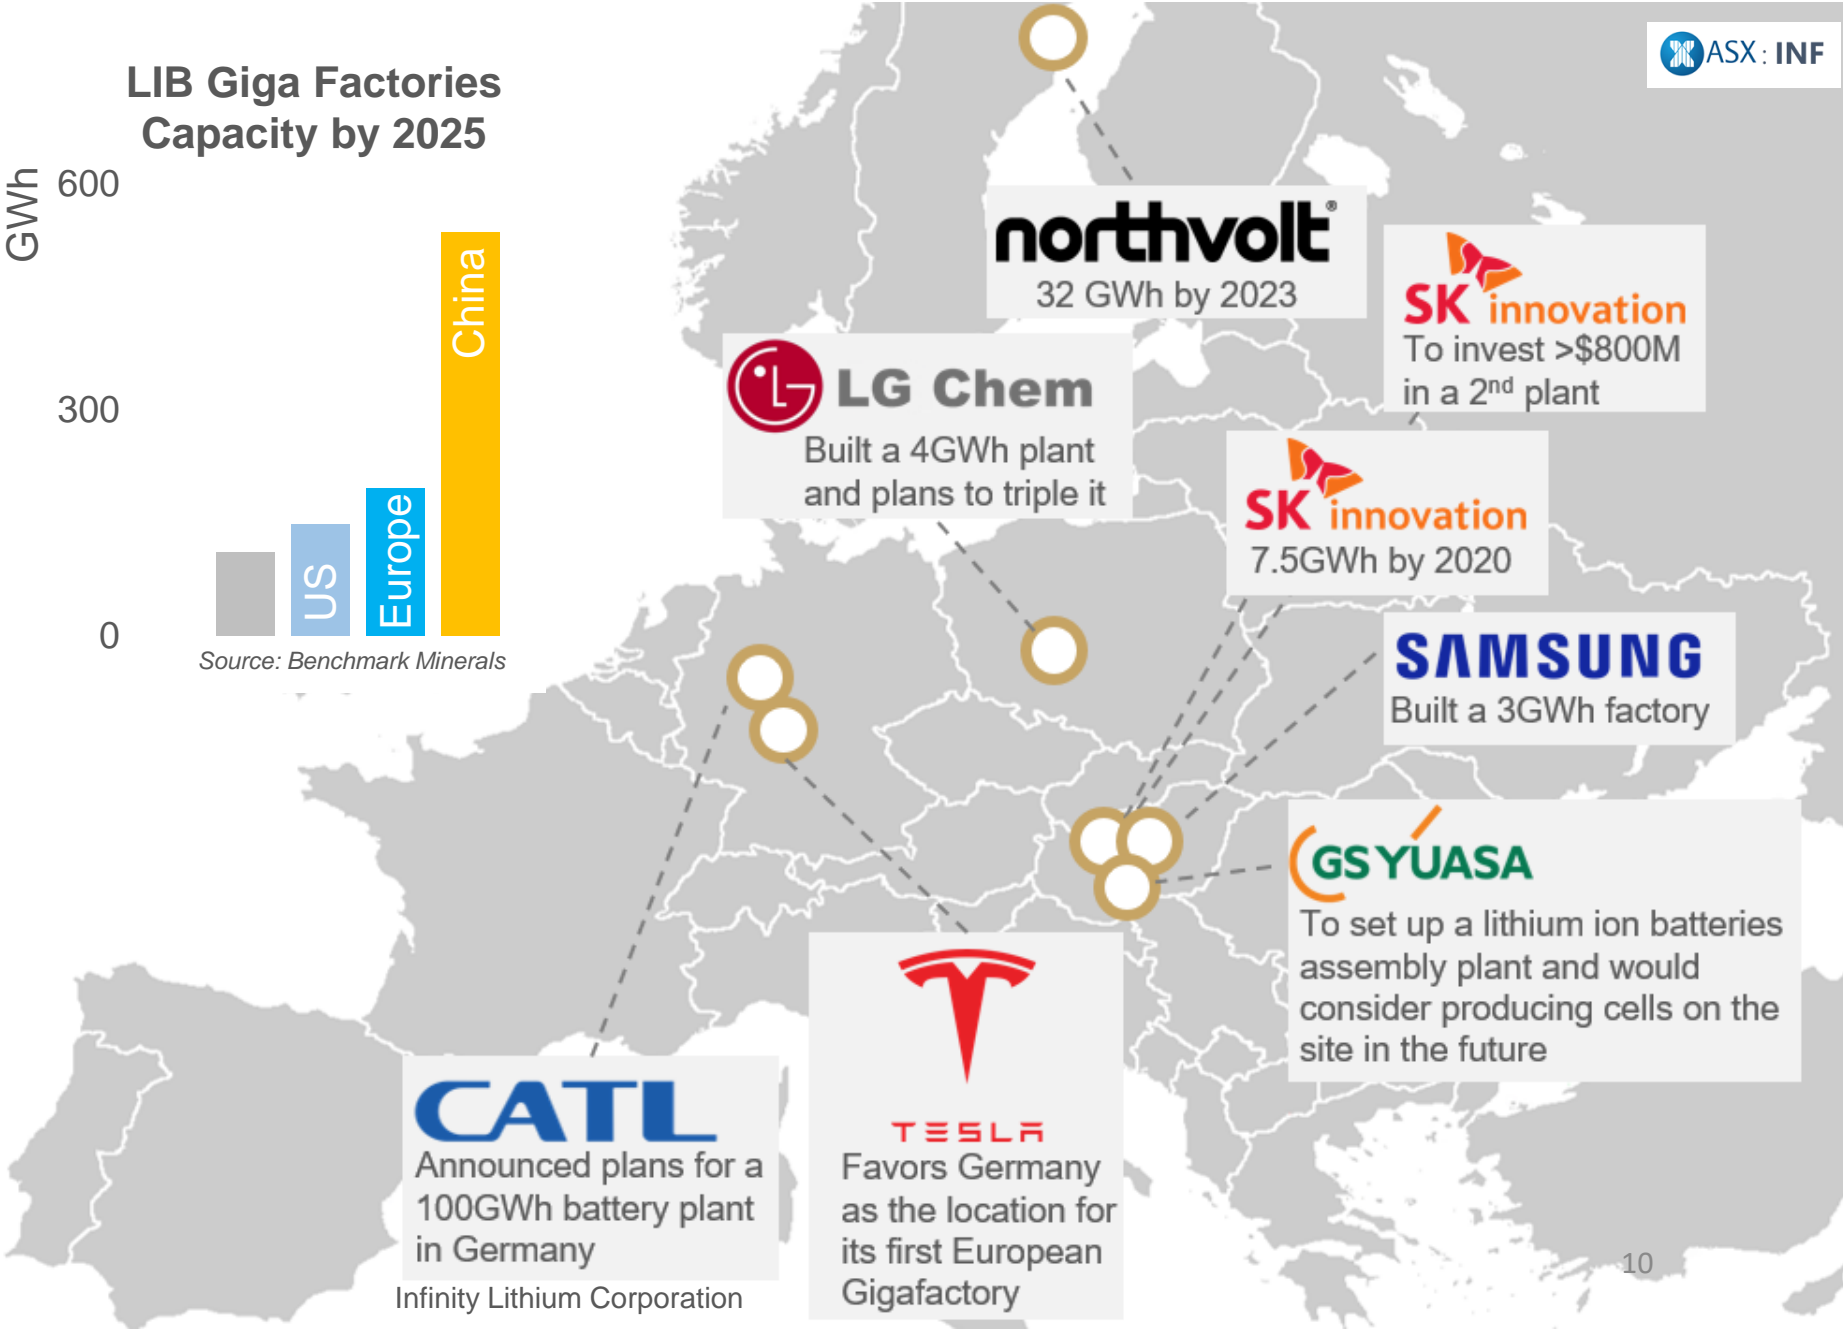 LIB Giga Factories
Capacity by 2025
GWh
600
300
0
US
Europe
China
Source: Benchmark Minerals
ASX : INF
northvolt®
32 GWh by 2023
SK innovation
To invest >$800M
in a 2nd plant
LG
LG Chem
Built a 4GWh plant
and plans to triple it
SK innovation
7.5GWh by 2020
SAMSUNG
Built a 3GWh factory
GS YUASA
To set up a lithium ion batteries
assembly plant and would
consider producing cells on the
site in the future
CATL
Announced plans for a
100GWh battery plant
in Germany
TESLA
Favors Germany
as the location for
its first European
Gigafactory
Infinity Lithium Corporation
10